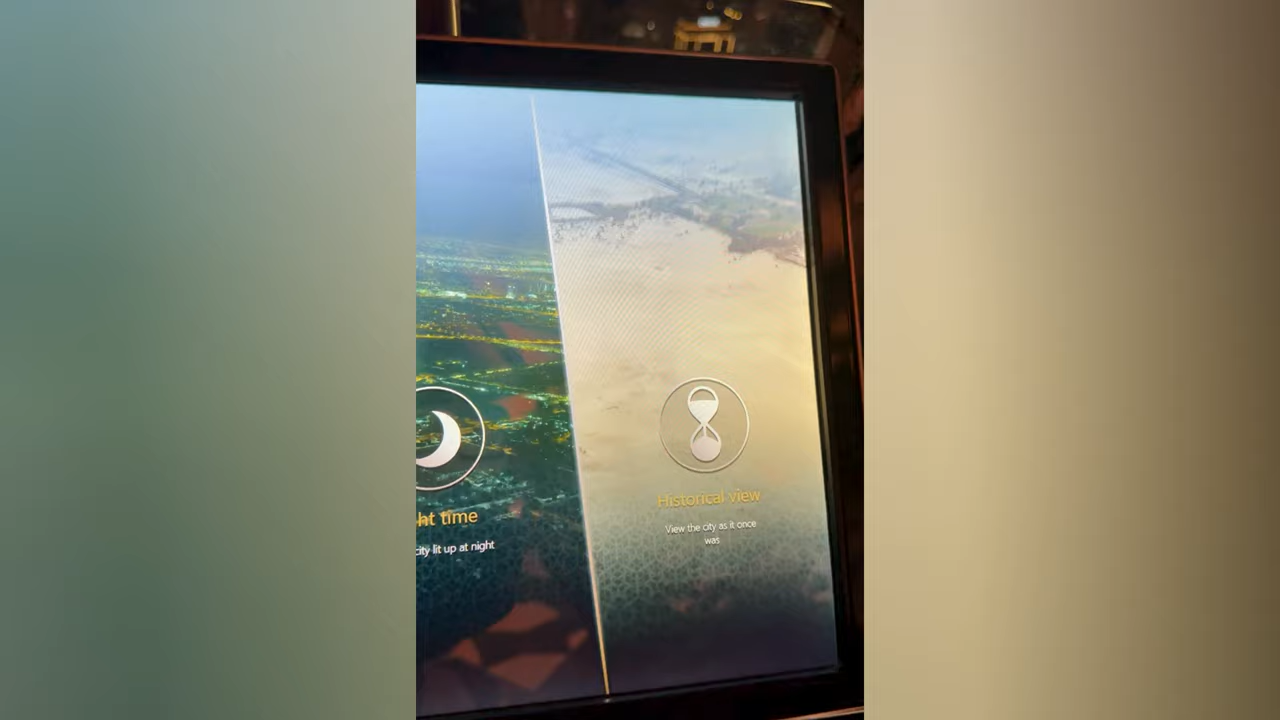 ht time
city lit up at night
Historical view
View the city as it once
was